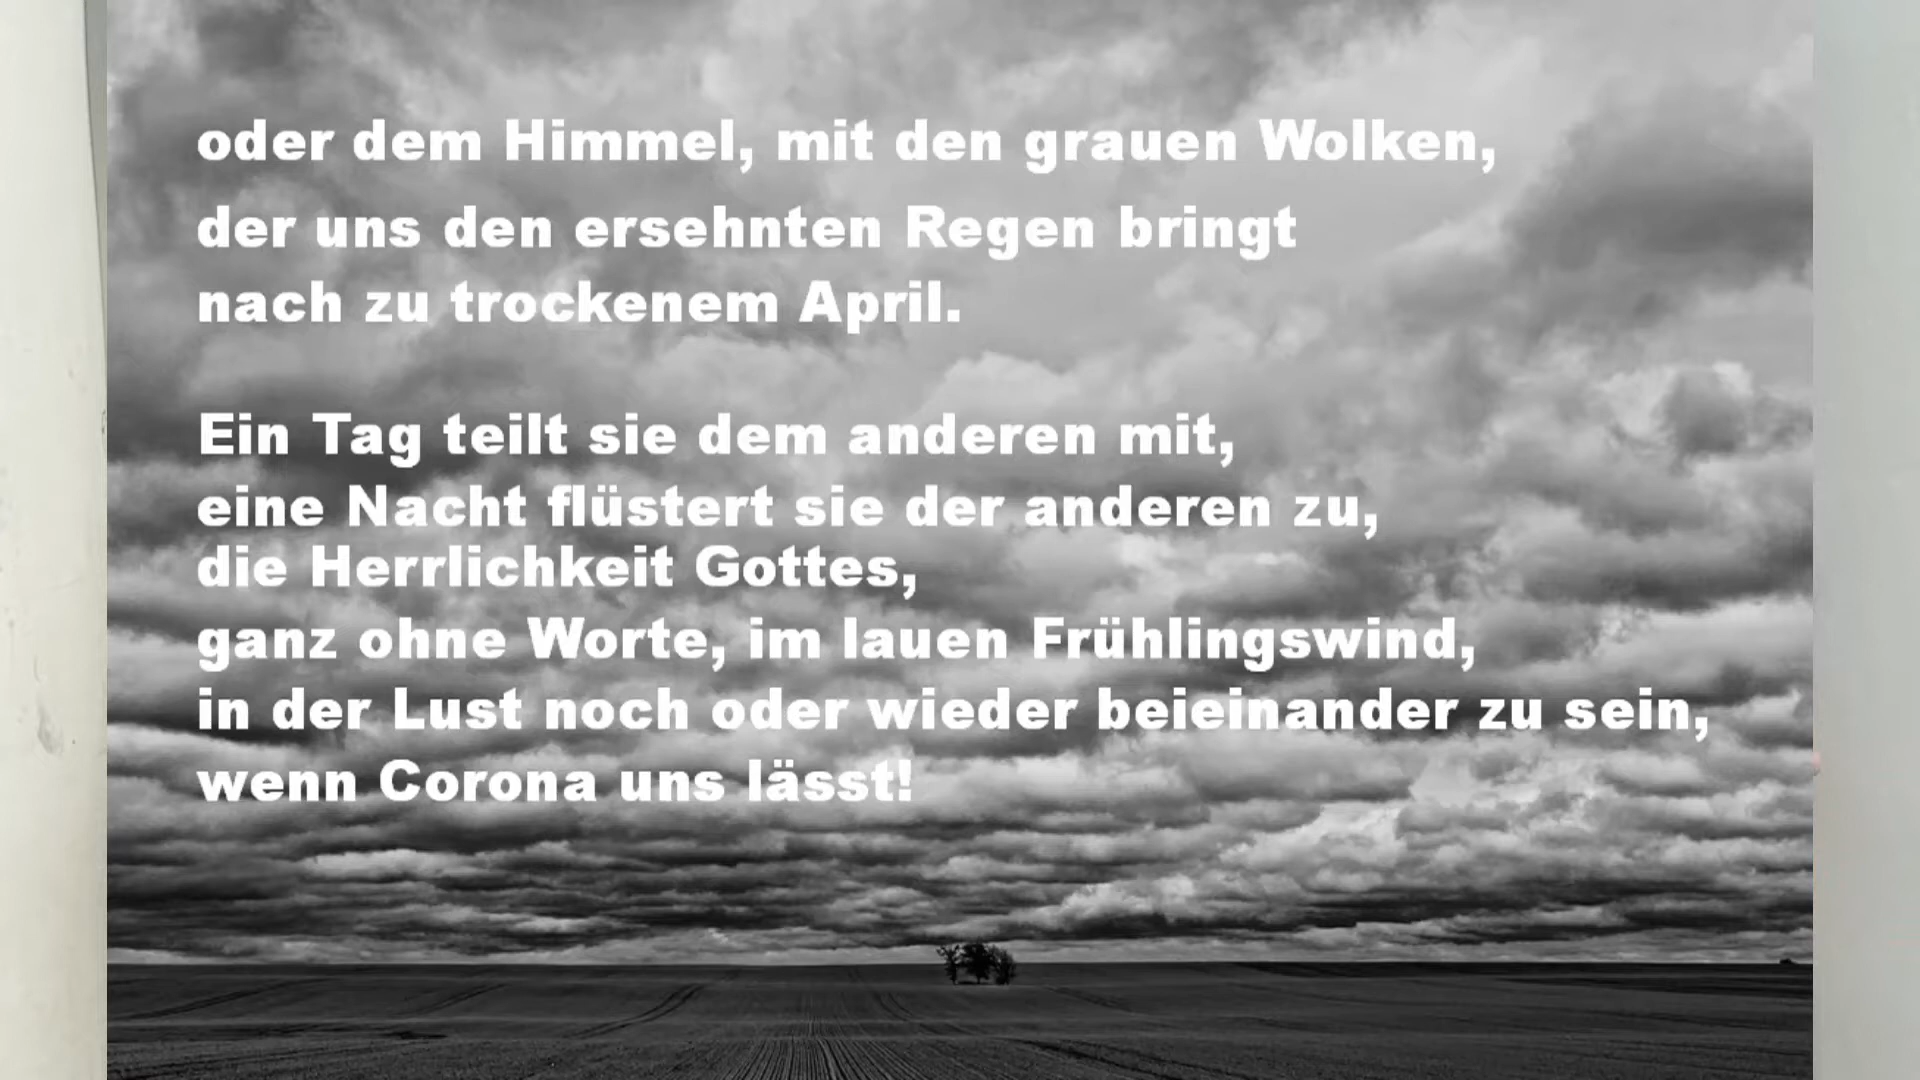 oder dem Himmel, mit den grauen Wolken,
der uns den ersehnten Regen bringt
nach zu trockenem April.
Ein Tag teilt sie dem anderen mit,
eine Nacht flüstert sie der anderen zu,
die Herrlichkeit Gottes,
ganz ohne Worte, im lauen Frühlingswind,
in der Lust noch oder wieder beieinander zu sein,
wenn Corona uns lässt!